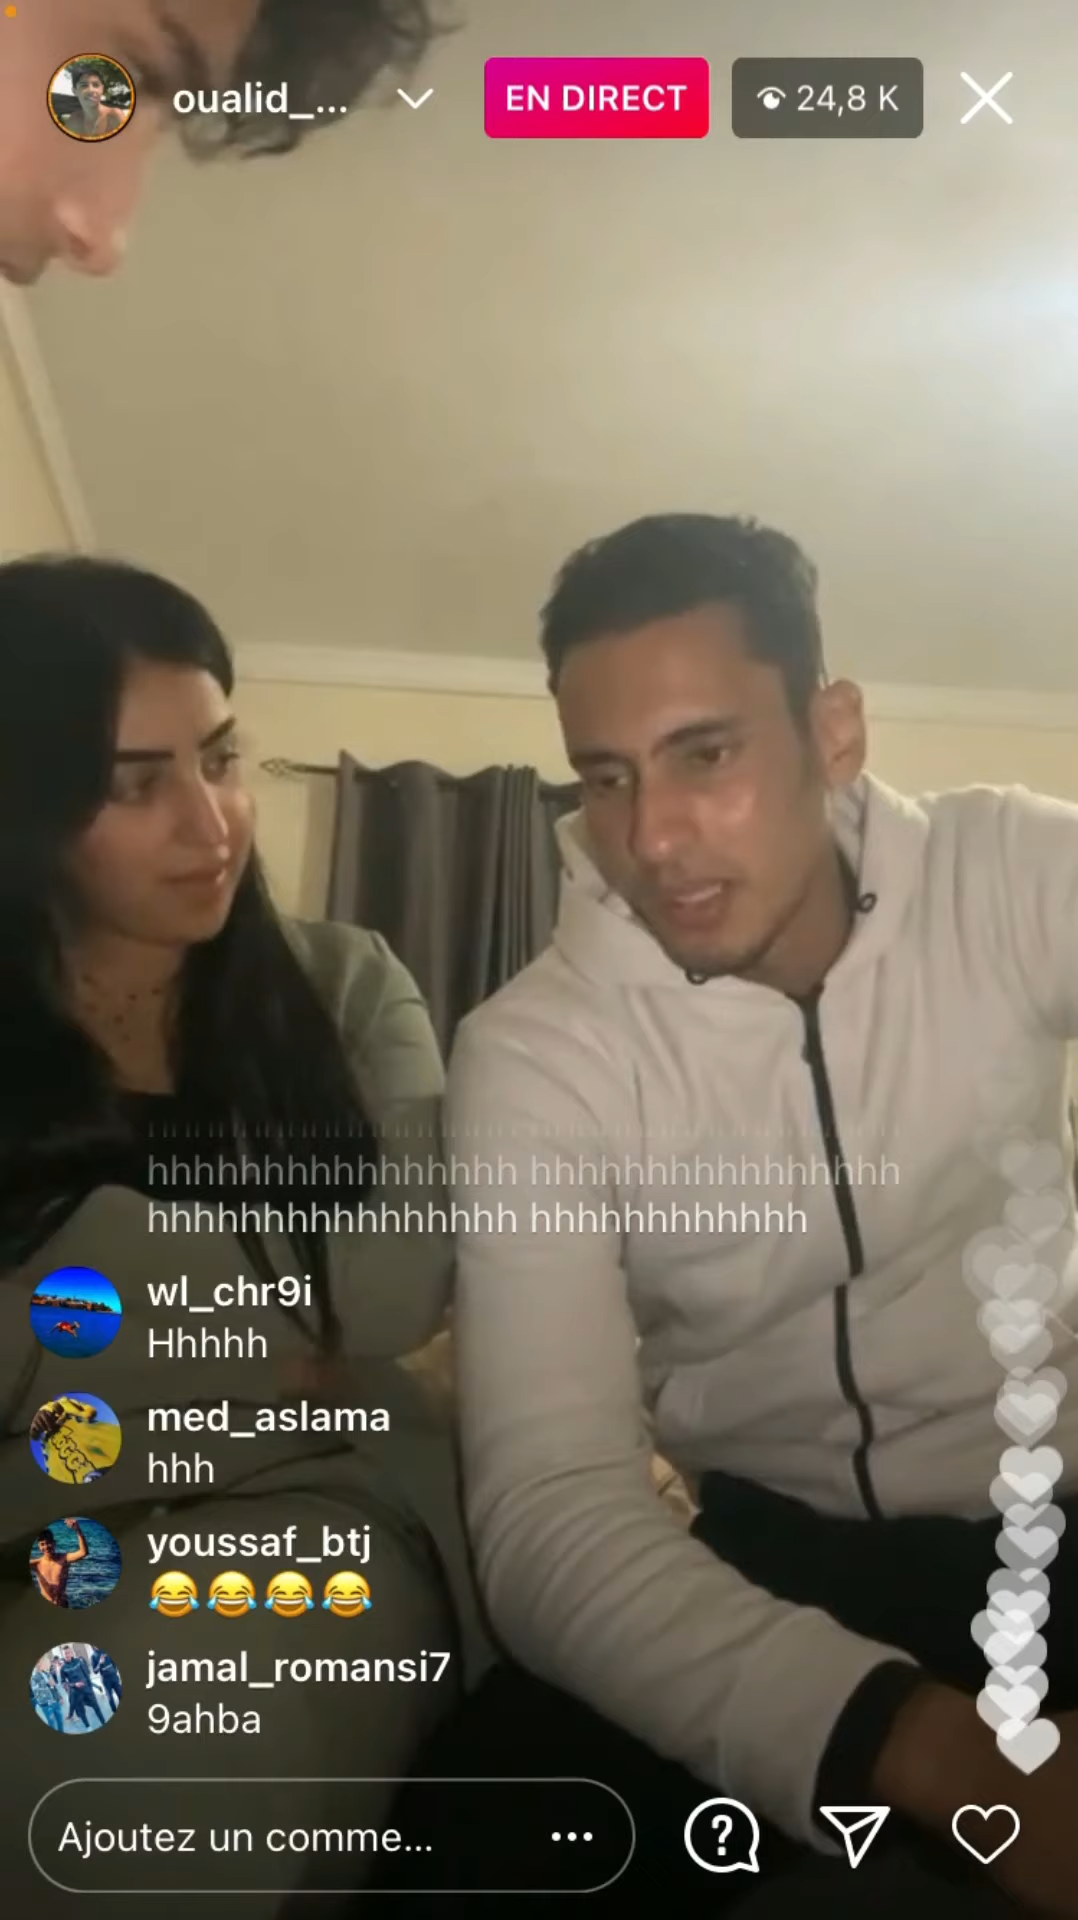 oualid_...
EN DIRECT
24,8 K
hhhhhhhhhhhhhhhh hhhhhhhhhhhhhhhh
hhhhhhhhhhhhhhhh hhhhhhhhhhhh
wl_chr9i
Hhhhh
med_aslama
hhh
youssaf_btj
😂😂😂😂
jamal_romansi7
9ahba
Ajoutez un comme...